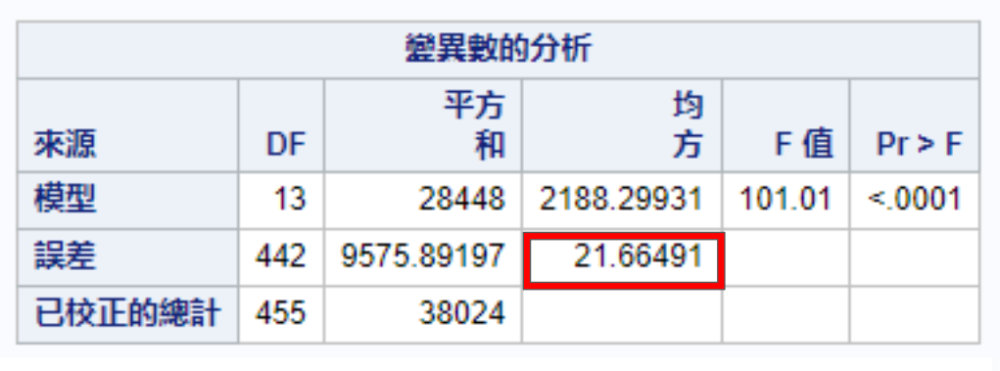 變異數的分析
來源 DF 平方和 均方 F 值 Pr > F
模型 13 28448 2188.29931 101.01 <.0001
誤差 442 9575.89197 21.66491
已校正的總計 455 38024